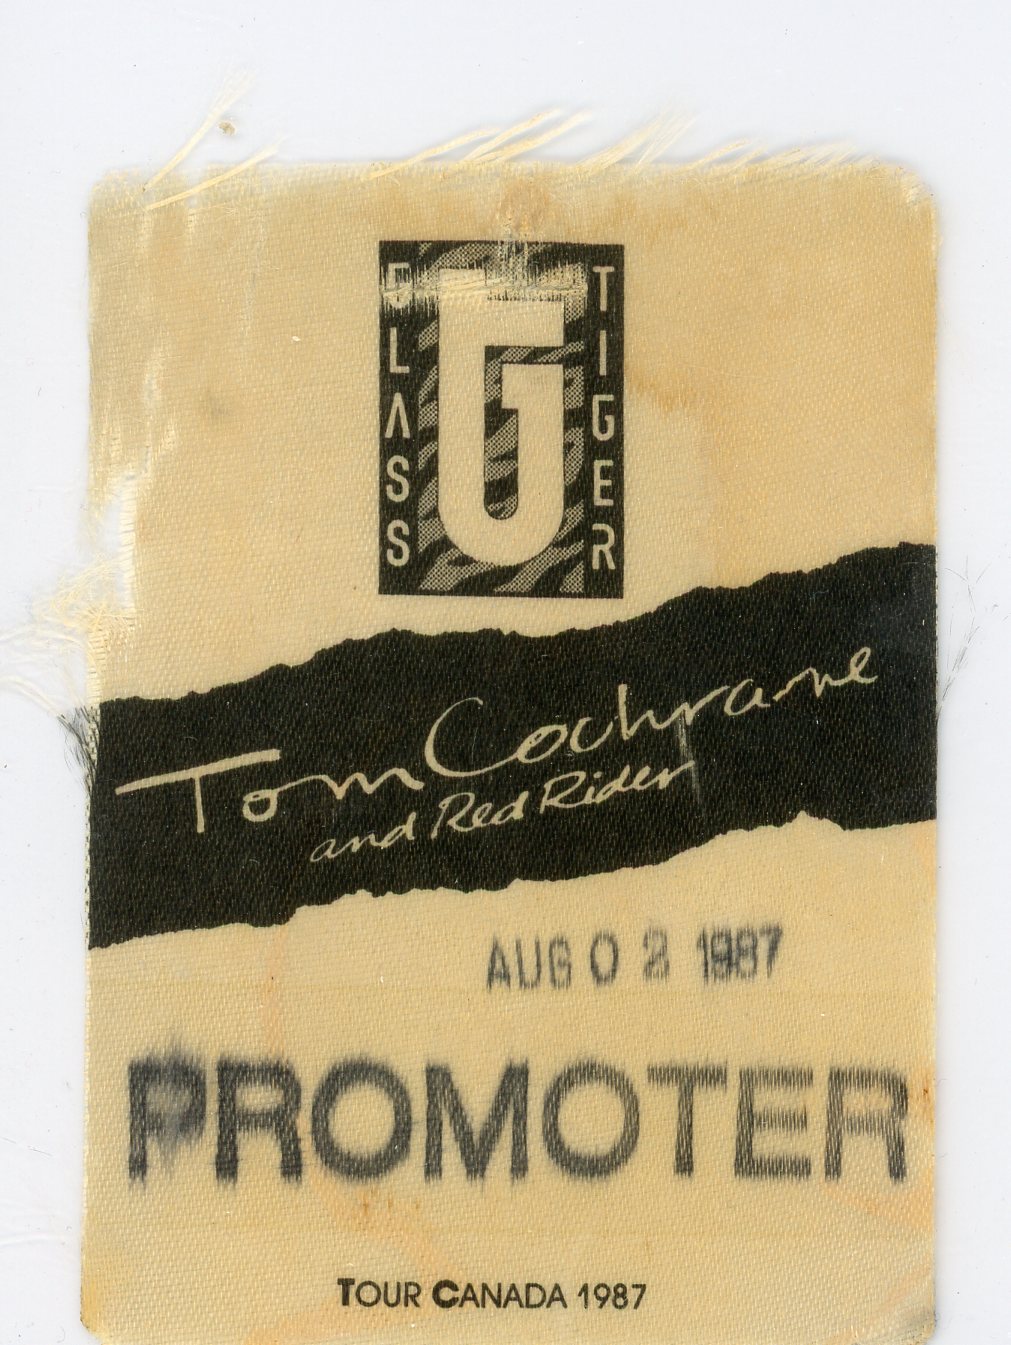 GLASS
TIGER
Tom Cochrane
and Red Rider
AUG 02 1987
PROMOTER
TOUR CANADA 1987